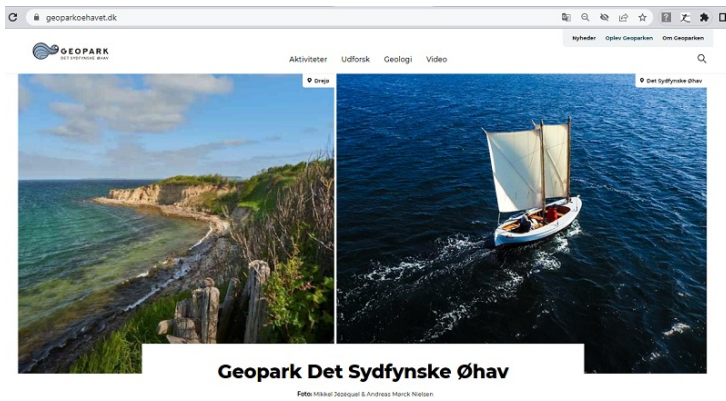 geoparkoehavet.dk
Nyheder Oplev Geoparken Om Geoparken
GEOPARK
DET SYDFYNSKE ØHAV
Aktiviteter Udforsk Geologi Video
Drejø
Det Sydfynske Øhav
Geopark Det Sydfynske Øhav
Foto: Mikkel Jézéquel & Andreas Mørck Nielsen